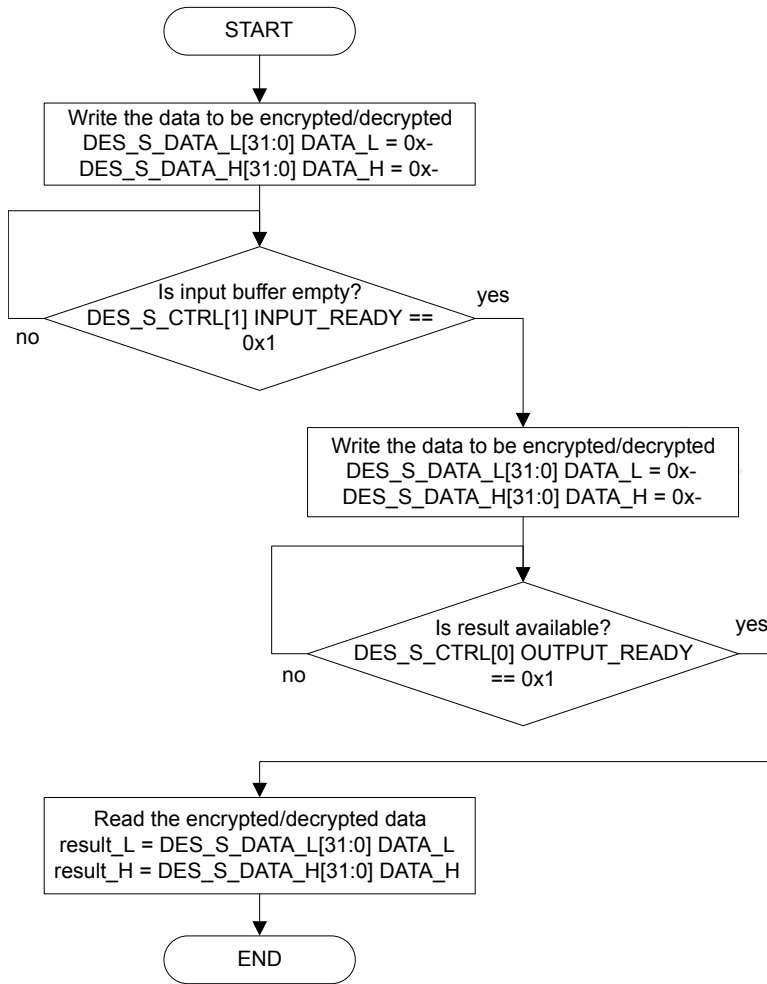 START
Write the data to be encrypted/decrypted
DES_S_DATA_L[31:0] DATA_L = 0x-
DES_S_DATA_H[31:0] DATA_H = 0x-
Is input buffer empty?
DES_S_CTRL[1] INPUT_READY ==
0x1
yes
no
Write the data to be encrypted/decrypted
DES_S_DATA_L[31:0] DATA_L = 0x-
DES_S_DATA_H[31:0] DATA_H = 0x-
Is result available?
DES_S_CTRL[0] OUTPUT_READY
== 0x1
yes
no
Read the encrypted/decrypted data
result_L = DES_S_DATA_L[31:0] DATA_L
result_H = DES_S_DATA_H[31:0] DATA_H
END